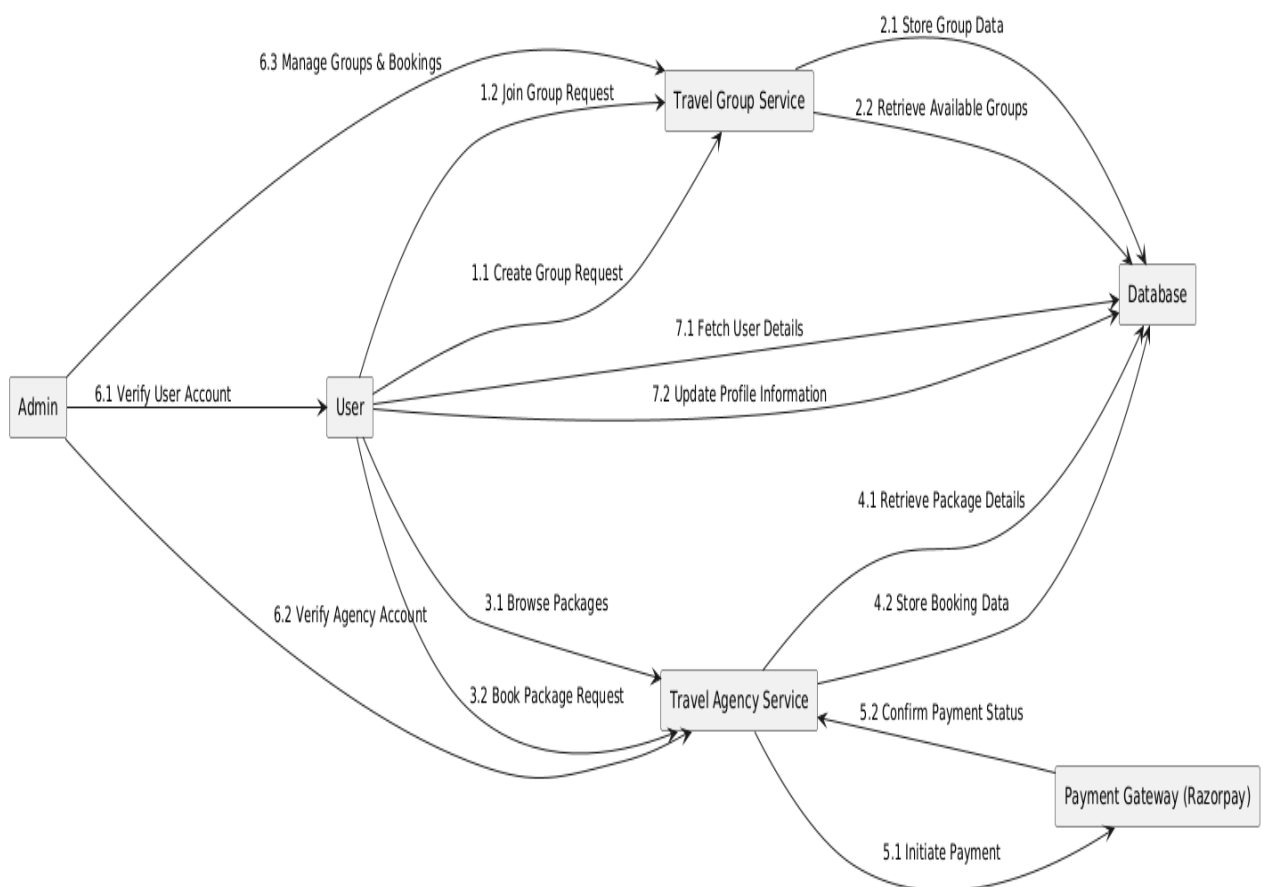 2.1 Store Group Data
6.3 Manage Groups & Bookings
1.2 Join Group Request
Travel Group Service
2.2 Retrieve Available Groups
1.1 Create Group Request
Database
7.1 Fetch User Details
6.1 Verify User Account
7.2 Update Profile Information
Admin
User
4.1 Retrieve Package Details
3.1 Browse Packages
4.2 Store Booking Data
6.2 Verify Agency Account
3.2 Book Package Request
Travel Agency Service
5.2 Confirm Payment Status
Payment Gateway (Razorpay)
5.1 Initiate Payment